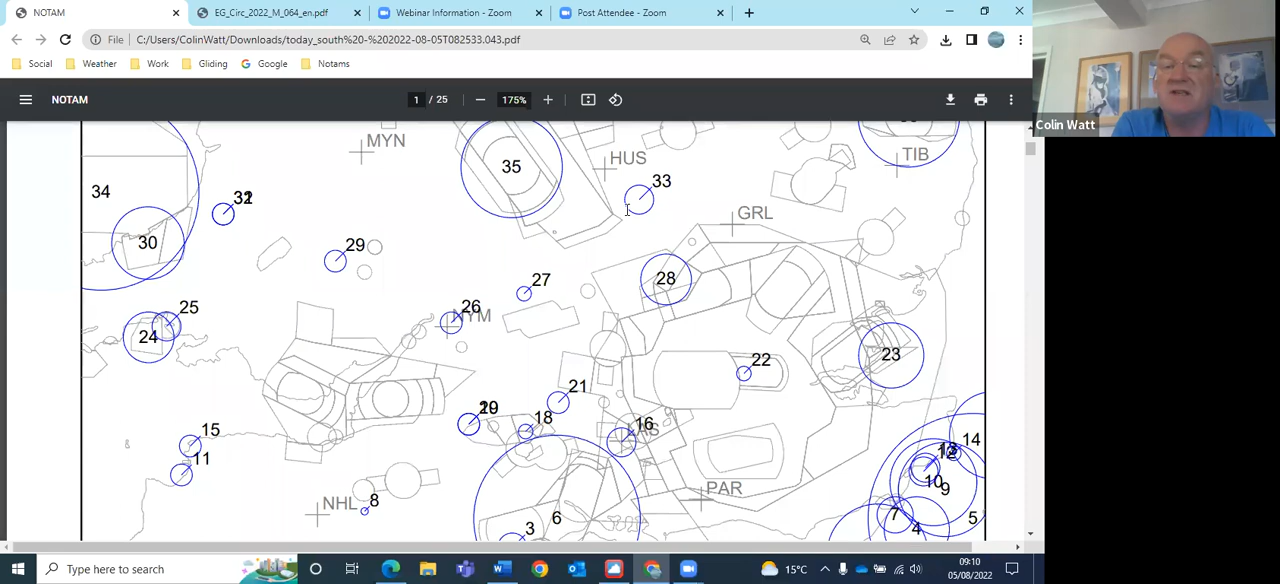 NOTAM
EG_Circ_2022_M_064_en.pdf
Webinar Information - Zoom
Post Attendee - Zoom
File
C:/Users/ColinWatt/Downloads/today_south%20-%202022-08-05T082533.043.pdf
Social
Weather
Work
Gliding
Google
Notams
NOTAM
1 / 25
175%
Colin Watt
MYN
HUS
TIB
35
33
34
GRL
30
29
28
27
26
NYM
25
24
23
22
21
18
16
LAS
15
14
11
10
9
PAR
NHL
8
7
6
5
4
3
Type here to search
15°C
09:10
05/08/2022